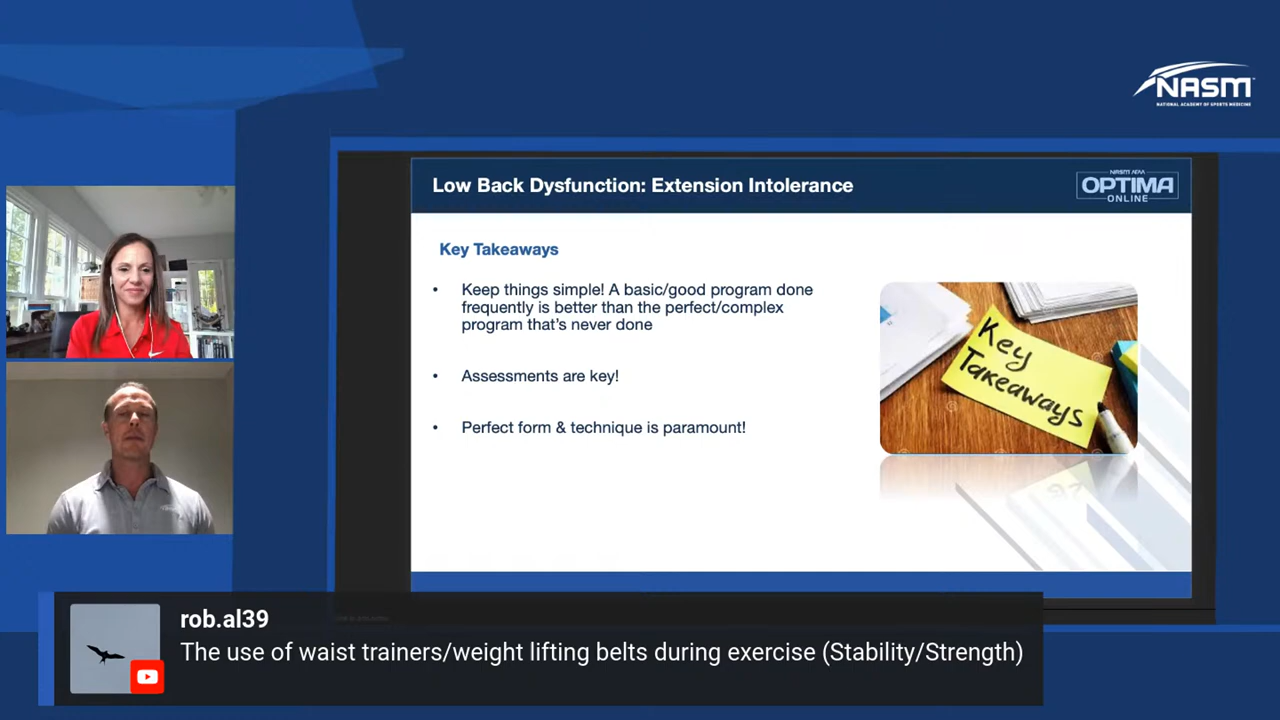 NASM
NATIONAL ACADEMY OF SPORTS MEDICINE
Low Back Dysfunction: Extension Intolerance
NASM AFAA
OPTIMA
ONLINE
Key Takeaways
• Keep things simple! A basic/good program done
frequently is better than the perfect/complex
program that's never done
• Assessments are key!
• Perfect form & technique is paramount!
Key
Takeaways
rob.al39
The use of waist trainers/weight lifting belts during exercise (Stability/Strength)